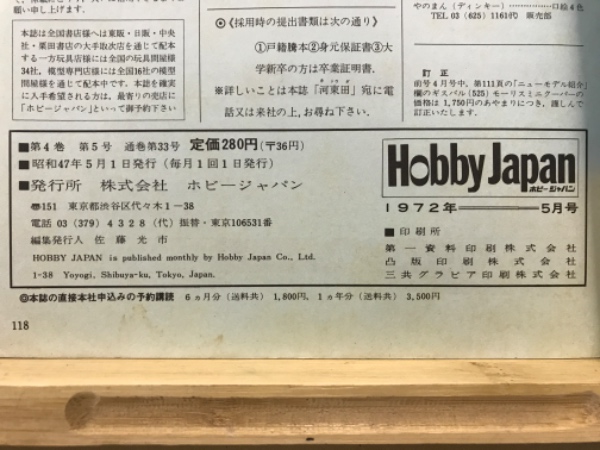 願い申し上げます.
本誌は全国書店様へは東販・日販・中央
社・栗田書店の大手取次店を通じて配本
する一方玩具店様には全国の玩具問屋様
34社, 模型専門店様には全国16社の模型
問屋様を通じて配本中です. 本誌を確実
に入手希望される方は、最寄りの売店に
「ホビージャパン」といって御予約下さい
◎《採用時の提出書類は次の通り》
①戸籍謄本②身元保証書③大
学新卒の方は卒業証明書.
※詳しいことは本誌「河東田」宛に電
話又は来社の上, お尋ね下さい.
やのまん(ディンキー)……………口絵4色
TEL 03 (625) 1161代 販売部
訂正
前号4月号中, 第111頁の「ニューモデル紹介」
欄のギスバル(525)モーリスミニクーパーの
価格は1,750円のあやまりにつき, 謹しんで
訂正いたします.
■第4巻 第5号 通巻第33号 定価280円(〒36円)
■昭和47年5月1日発行(毎月1回1日発行)
■発行所 株式会社 ホビージャパン
☎151 東京都渋谷区代々木1-38
電話 03 (379) 4328(代) 振替・東京106531番
編集発行人 佐藤光市
HOBBY JAPAN is published monthly by Hobby Japan Co., Ltd.
1-38 Yoyogi, Shibuya-ku, Tokyo, Japan.
Hobby Japan
ホビージャパン
1972年 5月号
■印刷所
第一資料印刷株式会社
凸版印刷株式会社
三共グラビア印刷株式会社
◎本誌の直接本社申込みの予約講読 6ヵ月分(送料共) 1,800円, 1ヵ年分(送料共) 3,500円
118